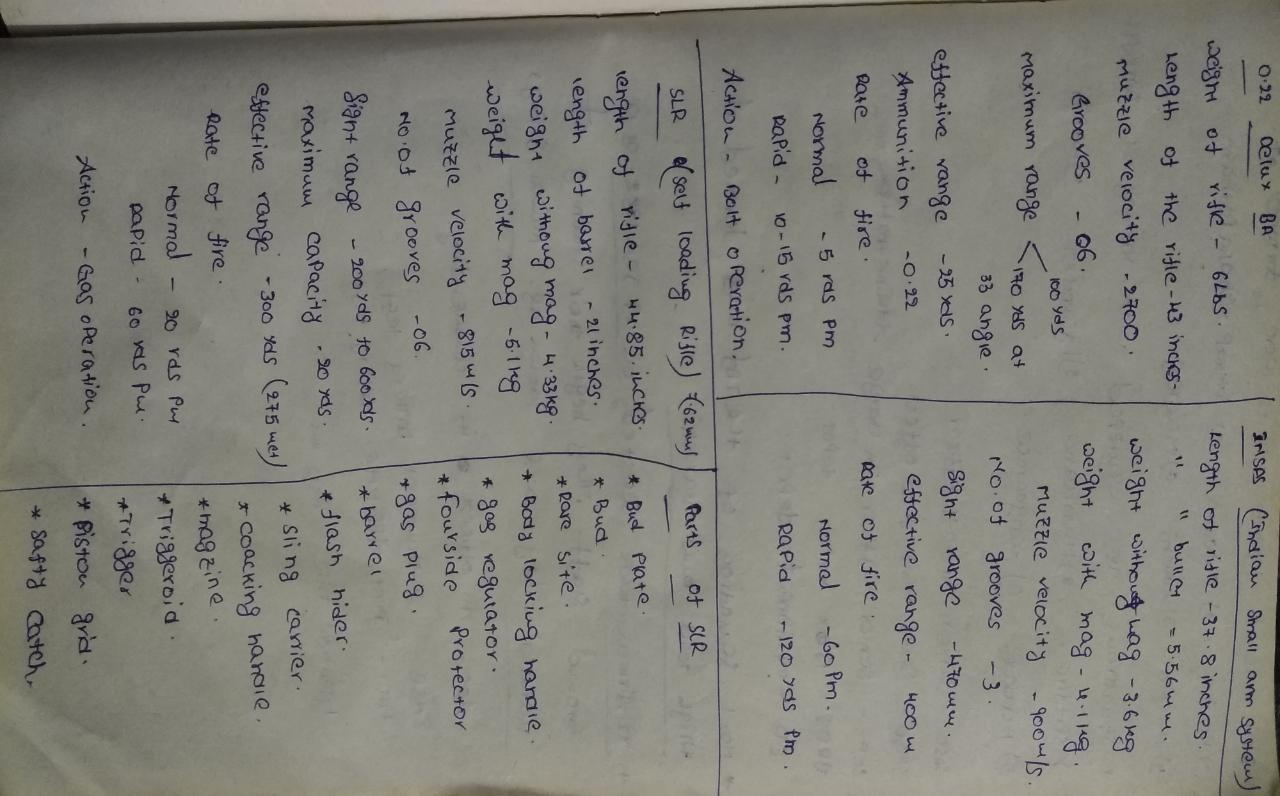 0.22 Delux BA
weight of rifle - 6Lbs.
Length of the rifle - 43 inches-
Muzzle velocity - 2700.
Grooves - 06.
Maximum range < 100 yds
170 yds at
33 angle.
effective range - 25 yds.
Ammunition - 0.22
Rate of fire.
Normal - 5 rds pm
Rapid - 10-15 rds pm.
Action - Bolt operation.
INSAS (Indian Small arm system)
Length of rifle - 37.8 inches.
" " bullet = 5.56mm.
weight without mag - 3.6kg
weight with mag - 4.1kg.
Muzzle velocity - 900m/s.
No. of grooves - 3.
Sight range - 470mm.
effective range - 400m
Rate of fire.
Normal - 60 Pm.
Rapid - 120 yds Pm.
SLR (self loading Rifle) 7.62mm)
length of rifle - 44.85. inches.
length of barrel - 21 inches.
weight withoug mag - 4.33kg.
weight with mag - 5.1kg
Muzzle velocity - 815 m/s.
No. of grooves - 06.
Sight range - 200 yds to 600 yds.
Maximum capacity - 20 yds.
effective range - 300 yds (275 met)
Rate of fire.
Normal - 20 rds Pm
Rapid - 60 rds Pm.
Action - Gas operation.
Parts of SLR
* Bud Plate.
* Bud.
* Rare site.
* Body locking handle.
* gas regulator.
* fourside Protector
* gas plug.
* barrel
* flash hider.
* sling carrier.
* coacking handle.
* magzine.
* Triggeroid.
* Trigger
* Piston grid.
* Safty catch.